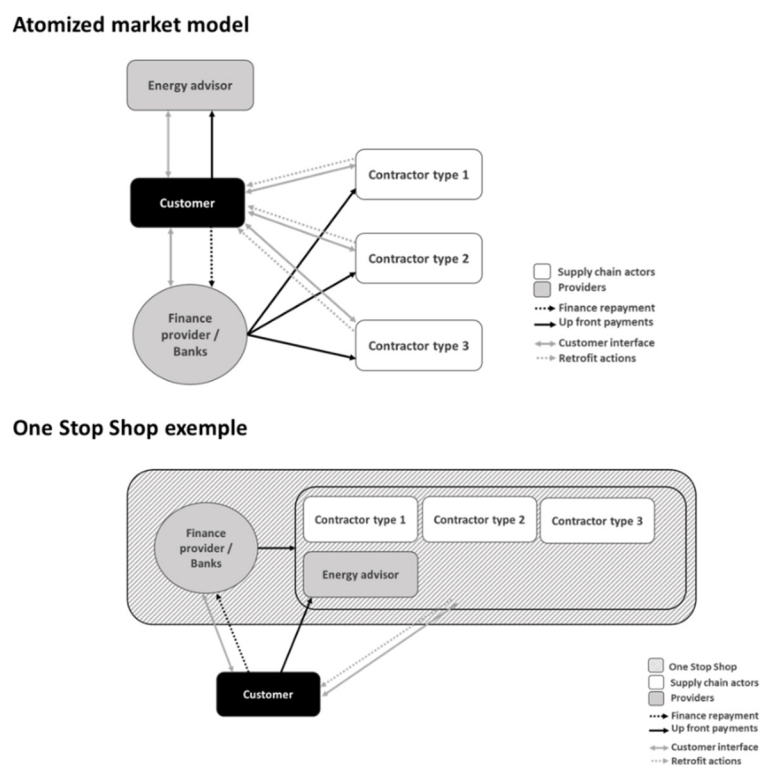 Atomized market model
Energy advisor
Customer
Contractor type 1
Contractor type 2
Contractor type 3
Finance
provider /
Banks
Supply chain actors
Providers
Finance repayment
Up front payments
Customer interface
Retrofit actions
One Stop Shop exemple
Finance
provider /
Banks
Contractor type 1
Contractor type 2
Contractor type 3
Energy advisor
Customer
One Stop Shop
Supply chain actors
Providers
Finance repayment
Up front payments
Customer interface
Retrofit actions